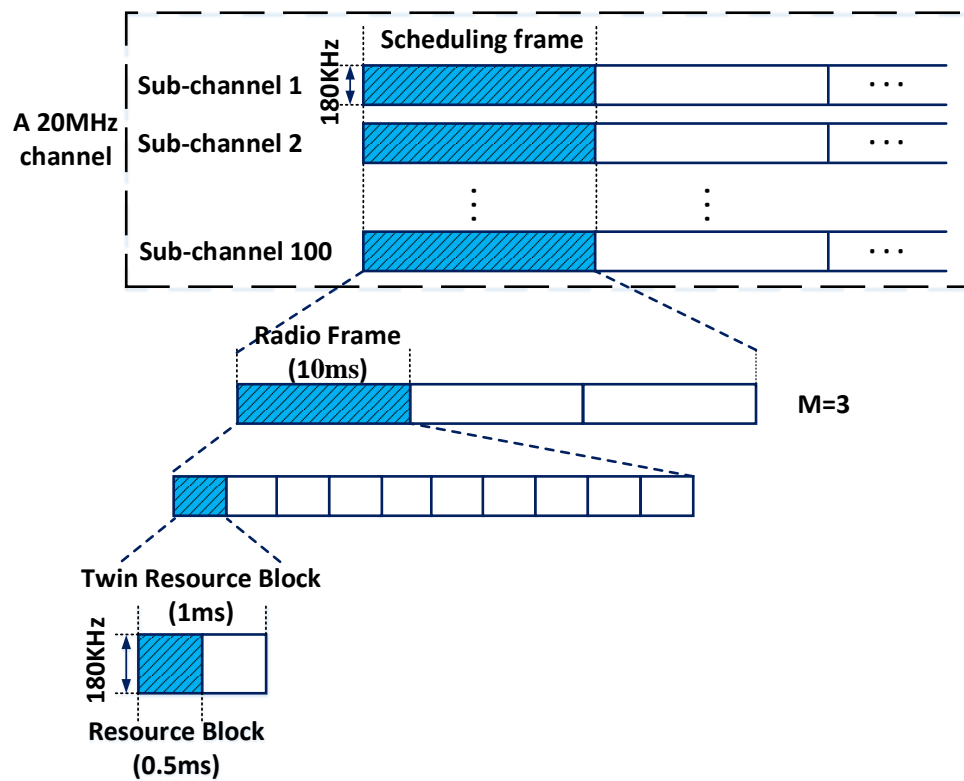 Scheduling frame
180KHz
Sub-channel 1
· · ·
A 20MHz
channel
Sub-channel 2
· · ·
Sub-channel 100
· · ·
Radio Frame
(10ms)
M=3
Twin Resource Block
(1ms)
180KHz
Resource Block
(0.5ms)